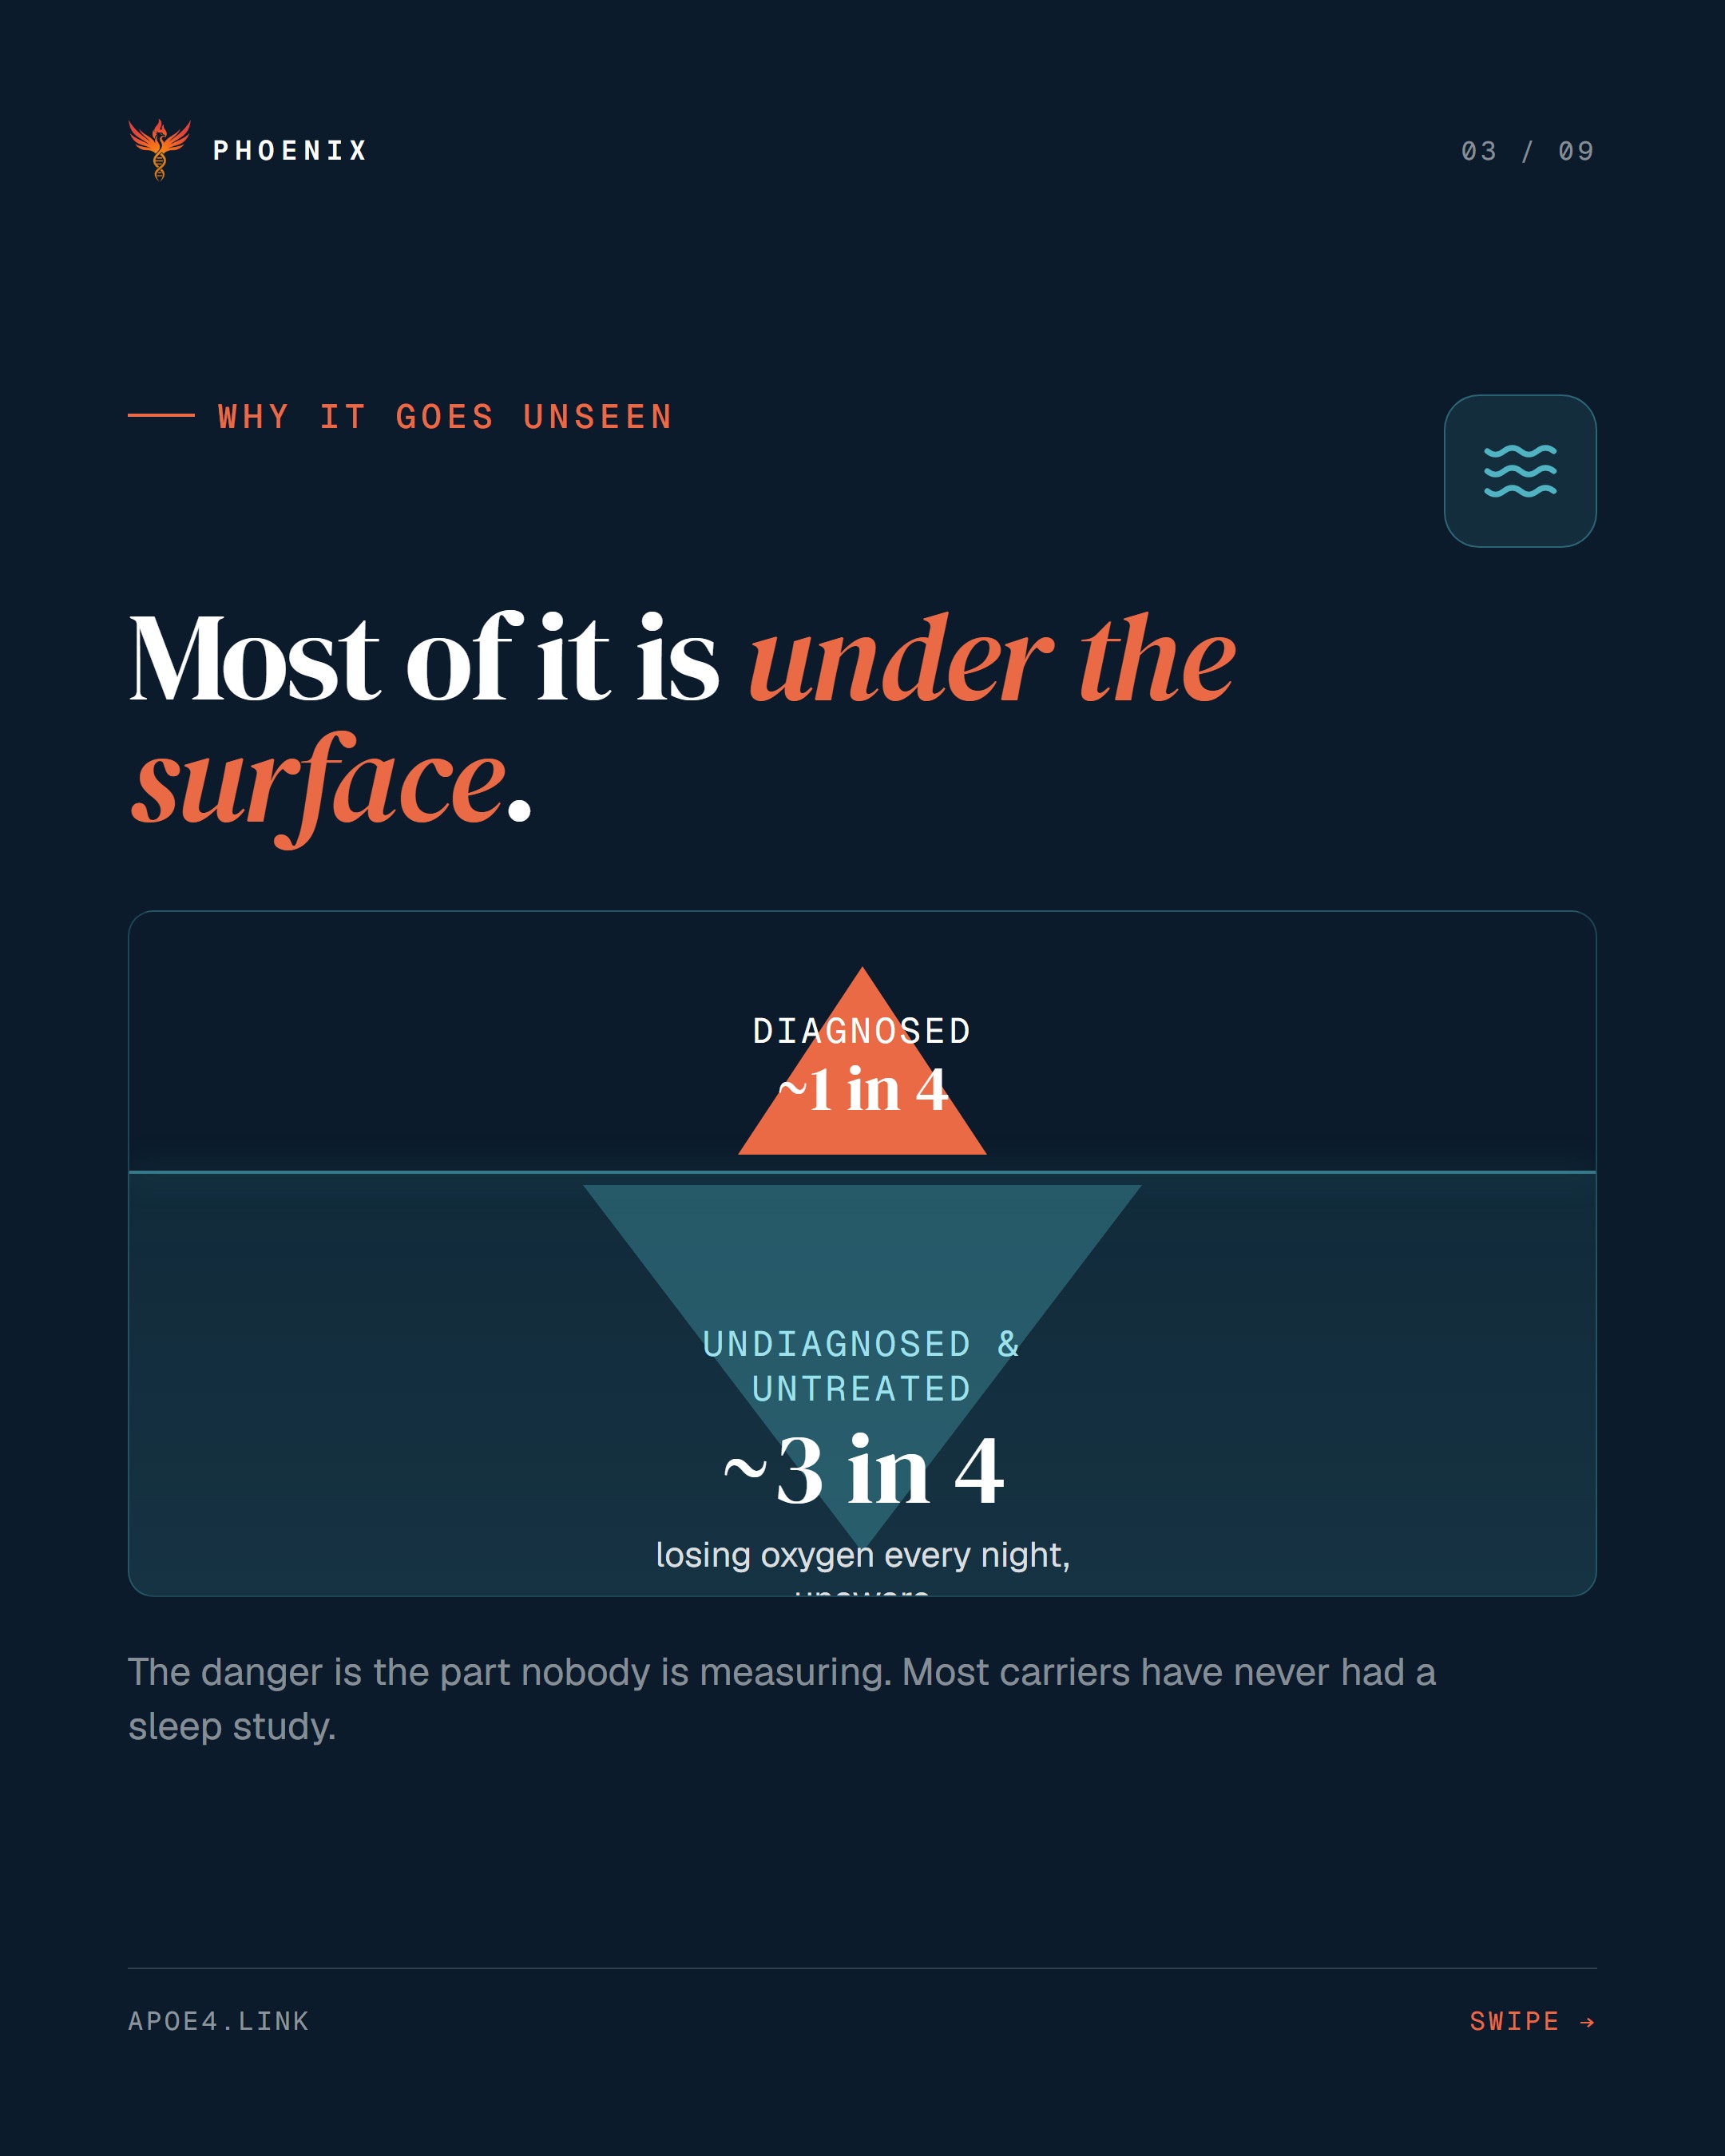 PHOENIX
03 / 09
WHY IT GOES UNSEEN
Most of it is under the
surface.
DIAGNOSED
~1 in 4
UNDIAGNOSED &
UNTREATED
~3 in 4
losing oxygen every night,
The danger is the part nobody is measuring. Most carriers have never had a
sleep study.
APOE4.LINK
SWIPE →